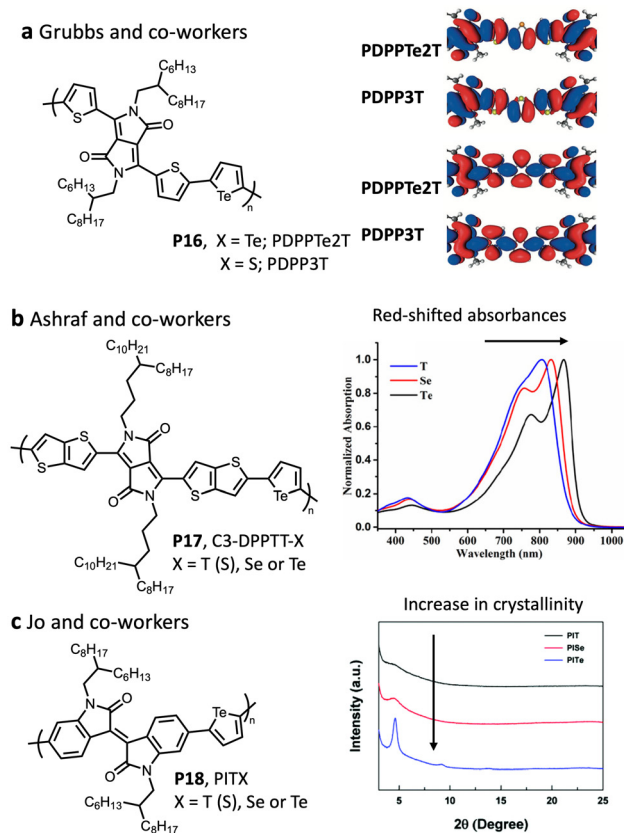 a Grubbs and co-workers
C6H13
C8H17
S
N
O
O
N
S
S
Te
n
C6H13
C8H17
P16, X = Te; PDPPTe2T
X = S; PDPP3T
PDPPTe2T
PDPP3T
PDPPTe2T
PDPP3T
b Ashraf and co-workers
C10H21
C8H17
S
S
N
O
O
N
S
S
Te
n
C10H21
C8H17
P17, C3-DPPTT-X
X = T (S), Se or Te
Red-shifted absorbances
T
Se
Te
Normalized Absorption
1.0
0.8
0.6
0.4
0.2
0.0
400 500 600 700 800 900 1000
Wavelength (nm)
c Jo and co-workers
C8H17
C6H13
N
O
O
N
Te
n
C6H13
C8H17
P18, PITX
X = T (S), Se or Te
Increase in crystallinity
PIT
PISe
PITe
Intensity (a.u.)
5 10 15 20 25
2θ (Degree)